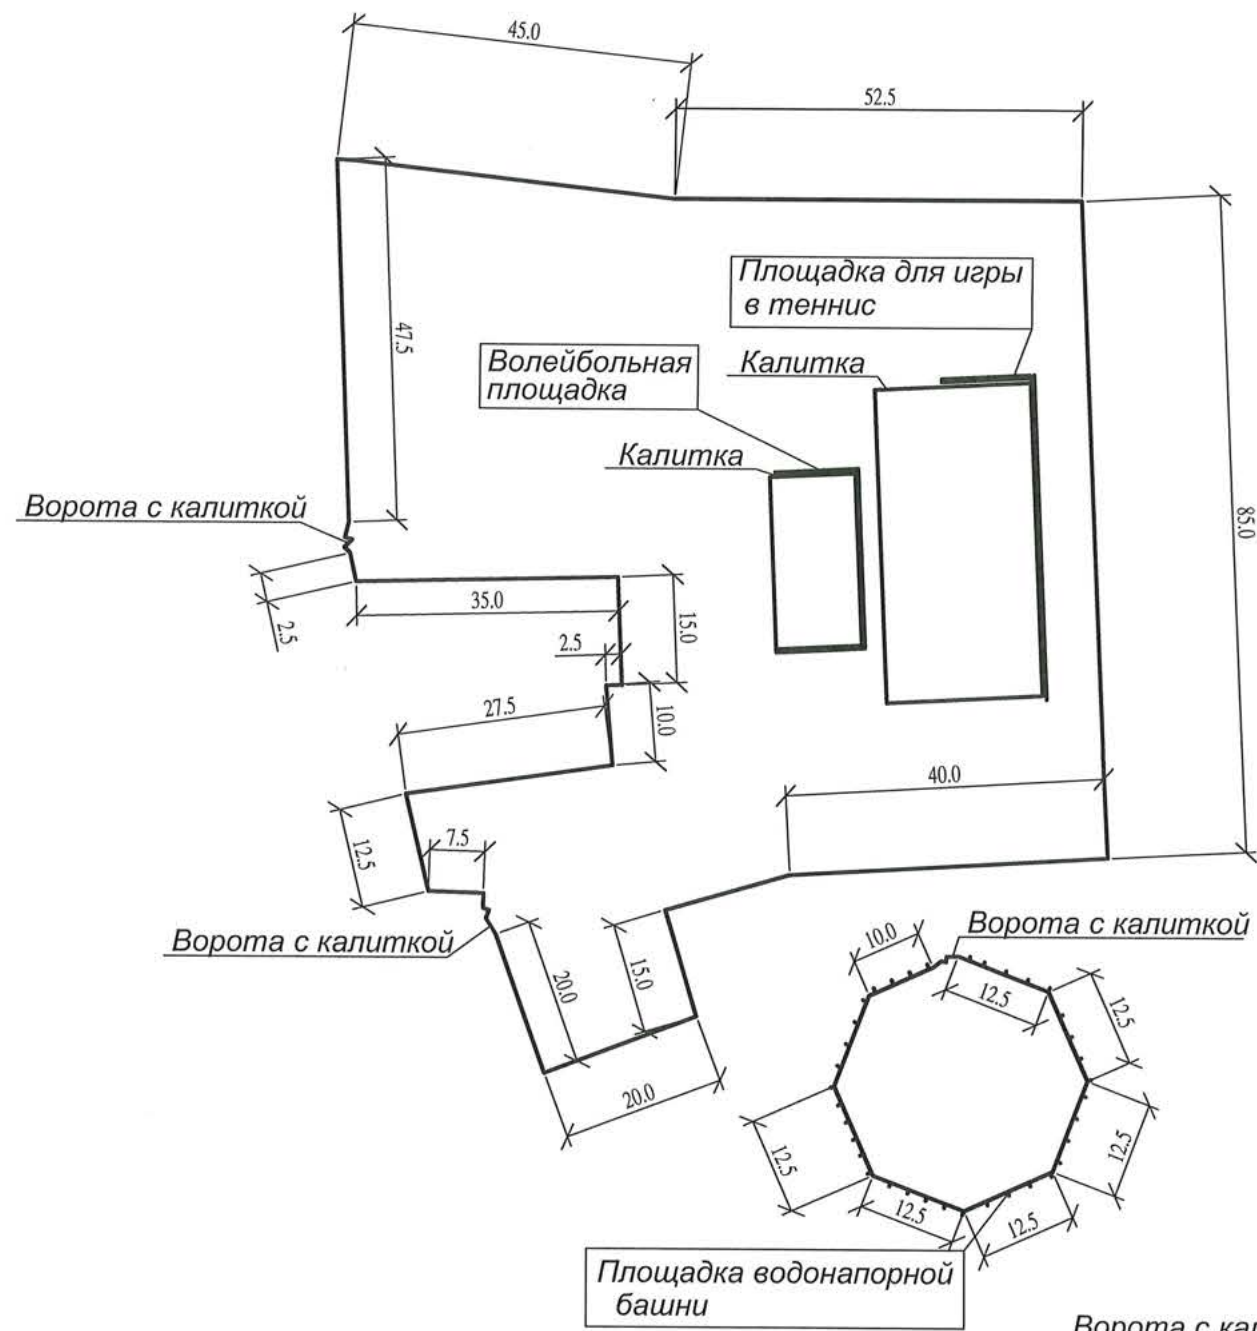 45.0
52.5
Площадка для игры
в теннис
47.5
Волейбольная
площадка
Калитка
Калитка
Ворота с калиткой
85.0
35.0
15.0
2.5
2.5
27.5
10.0
40.0
12.5
7.5
Ворота с калиткой
Ворота с калиткой
10.0
20.0
15.0
12.5
12.5
20.0
12.5
12.5
12.5
12.5
Площадка водонапорной
башни
Ворота с кал